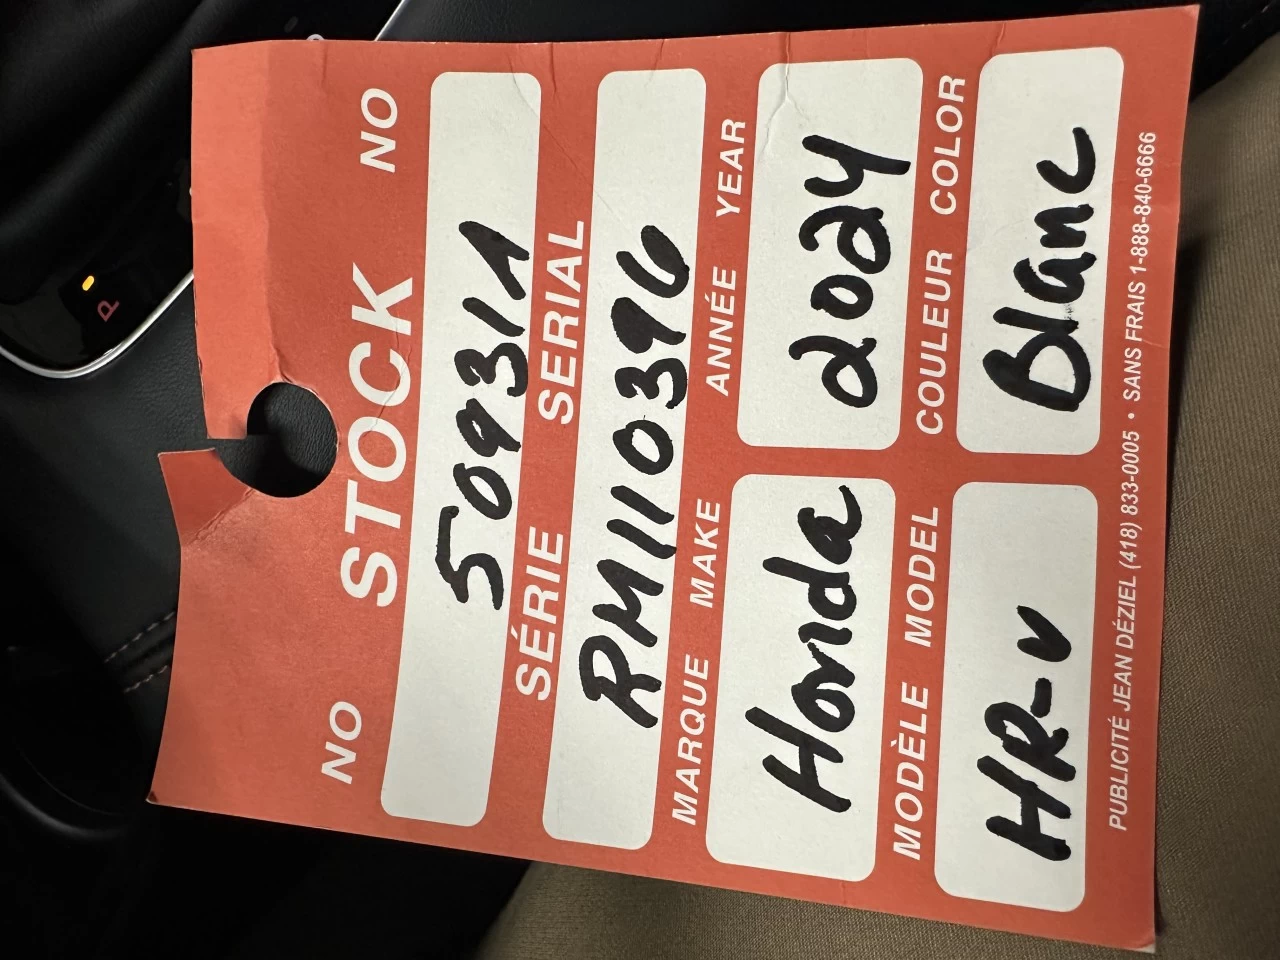 NO STOCK NO
50931A
SÉRIE SERIAL
RM110396
MARQUE MAKE ANNÉE YEAR
Honda 2024
MODÈLE MODEL COULEUR COLOR
HR-V Blanc
PUBLICITÉ JEAN DÉZIEL (418) 833-0005 • SANS FRAIS 1-888-840-6666
P